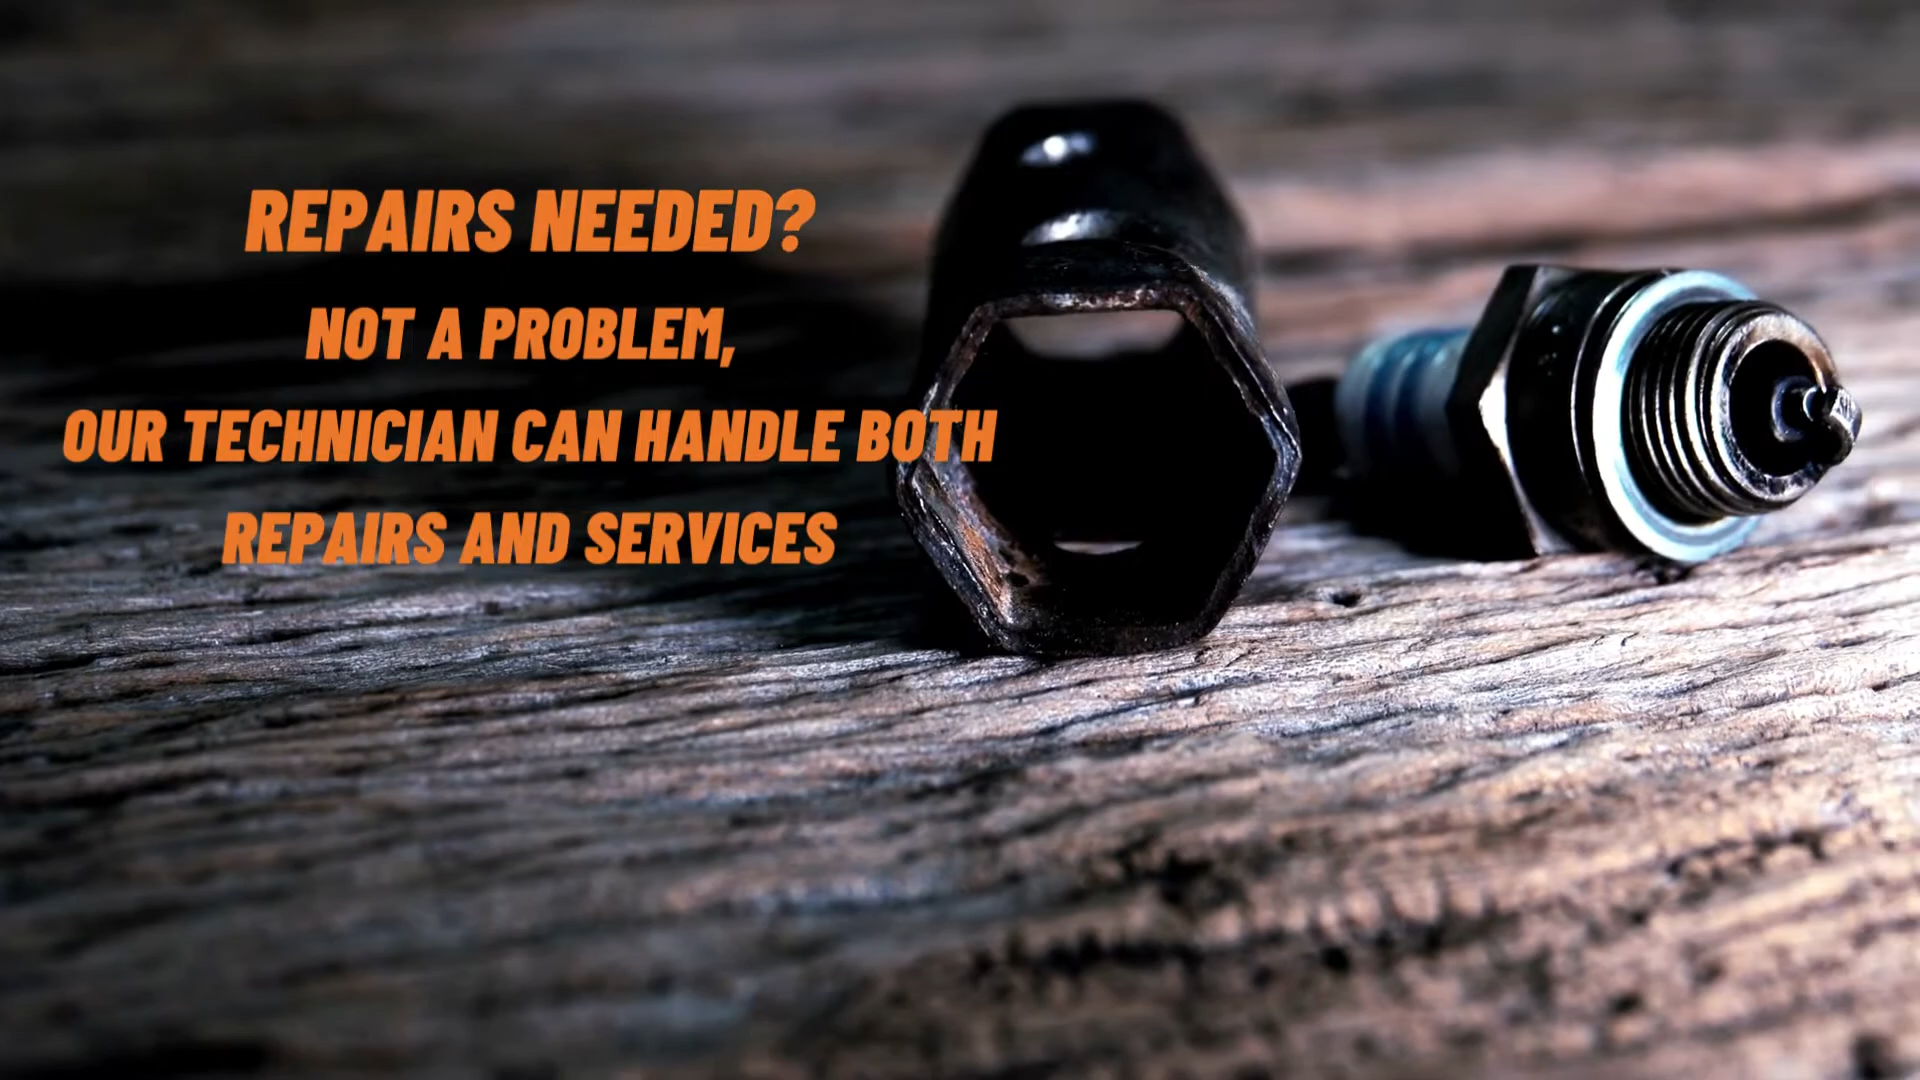 REPAIRS NEEDED?
NOT A PROBLEM,
OUR TECHNICIAN CAN HANDLE BOTH
REPAIRS AND SERVICES